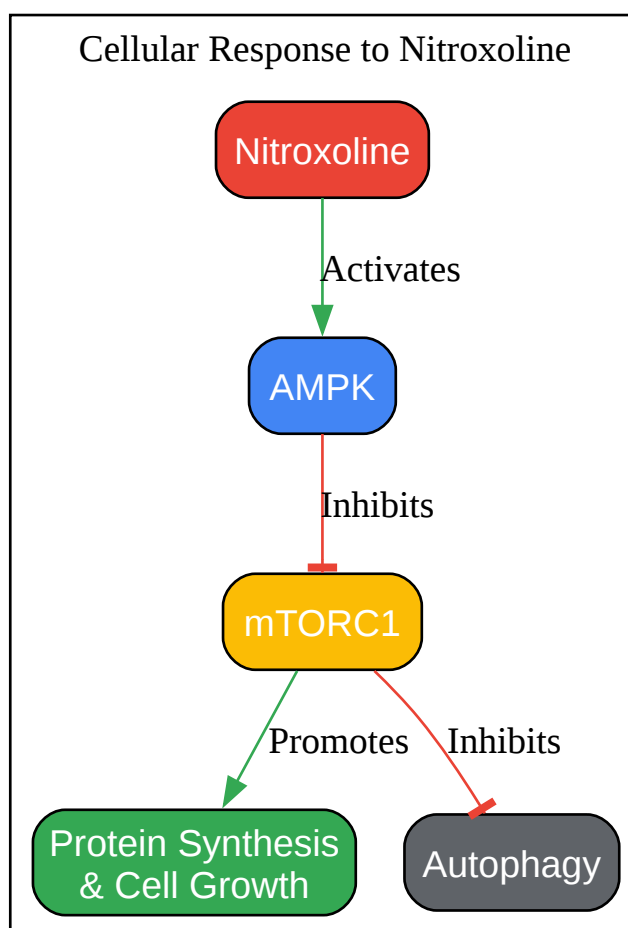 Cellular Response to Nitroxoline
Nitroxoline
Activates
AMPK
Inhibits
mTORC1
Promotes
Inhibits
Protein Synthesis
& Cell Growth
Autophagy